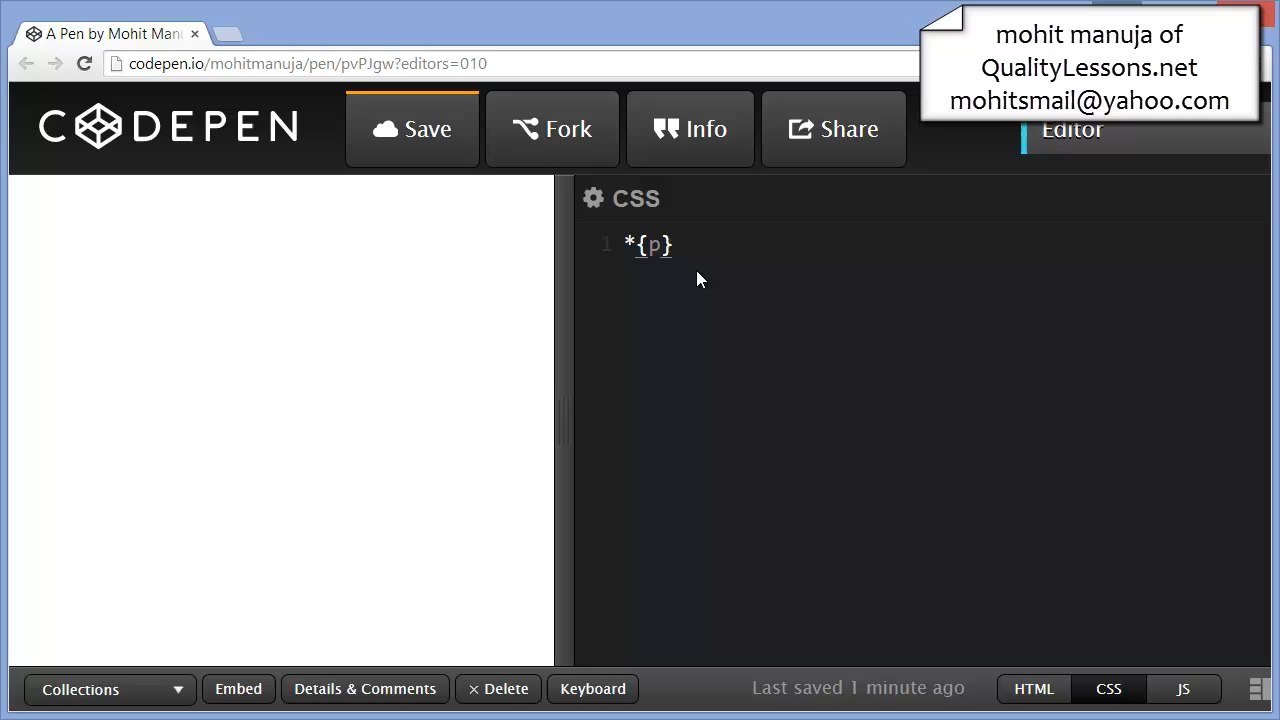 A Pen by Mohit Man
codepen.io/mohitmanuja/pen/pvPJgw?editors=010
mohit manuja of
QualityLessons.net
mohitsmail@yahoo.com
CODEPEN
Save
Fork
Info
Share
Editor
CSS
1 *{p}
Collections
Embed
Details & Comments
× Delete
Keyboard
Last saved 1 minute ago
HTML
CSS
JS